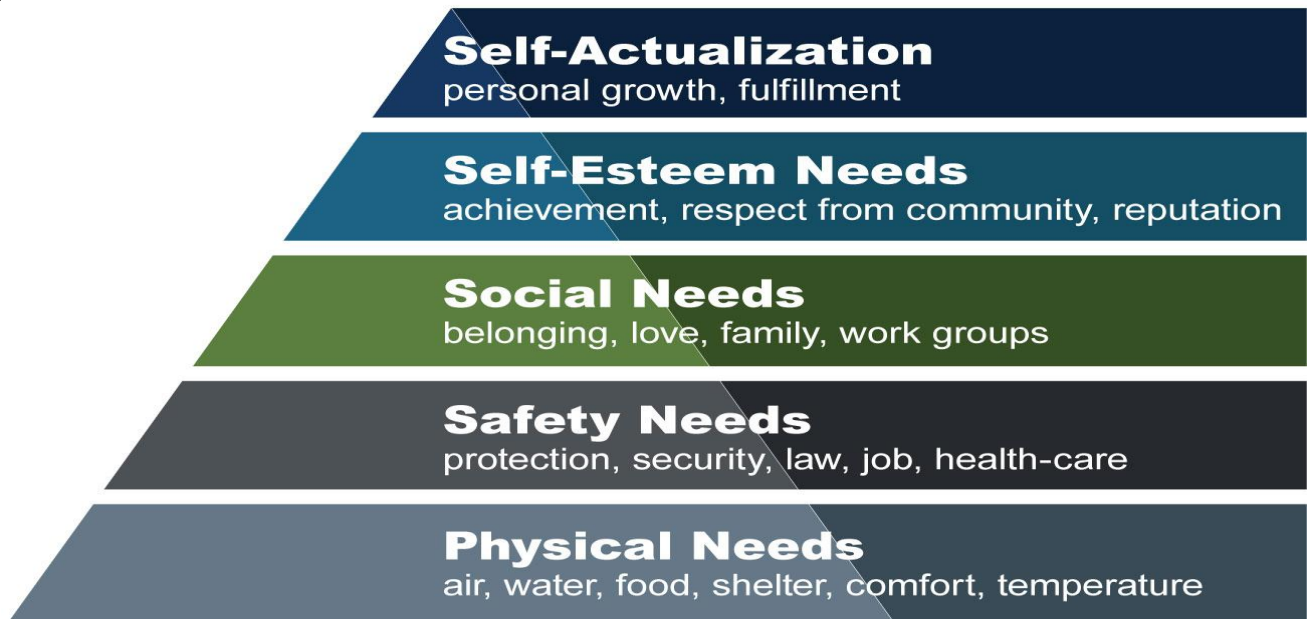 Self-Actualization
personal growth, fulfillment
Self-Esteem Needs
achievement, respect from community, reputation
Social Needs
belonging, love, family, work groups
Safety Needs
protection, security, law, job, health-care
Physical Needs
air, water, food, shelter, comfort, temperature